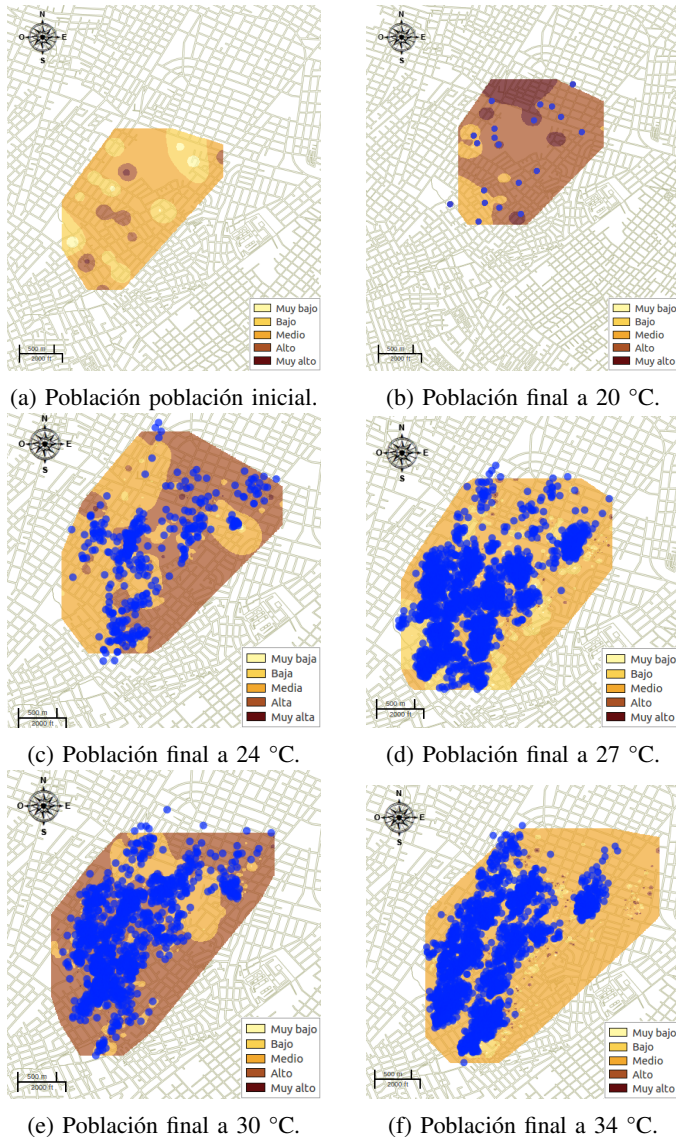 N
O E
S
Muy bajo
Bajo
Medio
Alto
Muy alto
500 m
2000 ft
(a) Población población inicial.
N
O E
S
Muy bajo
Bajo
Medio
Alto
Muy alto
500 m
2000 ft
(b) Población final a 20 °C.
N
O E
S
Muy baja
Baja
Media
Alta
Muy alta
500 m
2000 ft
(c) Población final a 24 °C.
N
O E
S
Muy bajo
Bajo
Medio
Alto
Muy alto
500 m
2000 ft
(d) Población final a 27 °C.
N
O E
S
Muy bajo
Bajo
Medio
Alto
Muy alto
500 m
2000 ft
(e) Población final a 30 °C.
N
O E
S
Muy bajo
Bajo
Medio
Alto
Muy alto
500 m
2000 ft
(f) Población final a 34 °C.